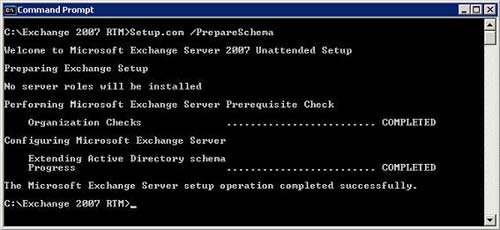 Command Prompt
C:\Exchange 2007 RTM>Setup.com /PrepareSchema
Welcome to Microsoft Exchange Server 2007 Unattended Setup
Preparing Exchange Setup
No server roles will be installed
Performing Microsoft Exchange Server Prerequisite Check
Organization Checks ......................... COMPLETED
Configuring Microsoft Exchange Server
Extending Active Directory schema
Progress ......................... COMPLETED
The Microsoft Exchange Server setup operation completed successfully.
C:\Exchange 2007 RTM>_